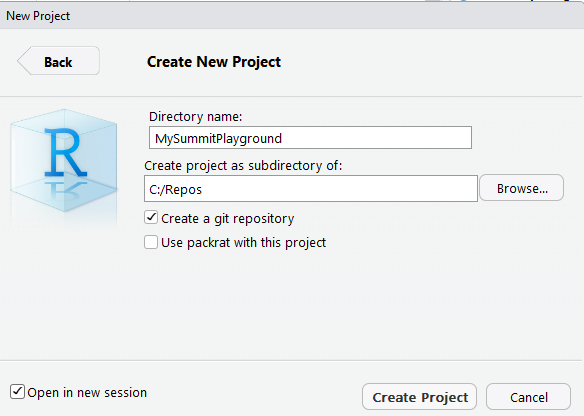 New Project
Back
Create New Project
R
Directory name:
MySummitPlayground
Create project as subdirectory of:
C:/Repos
Browse...
Create a git repository
Use packrat with this project
Open in new session
Create Project
Cancel